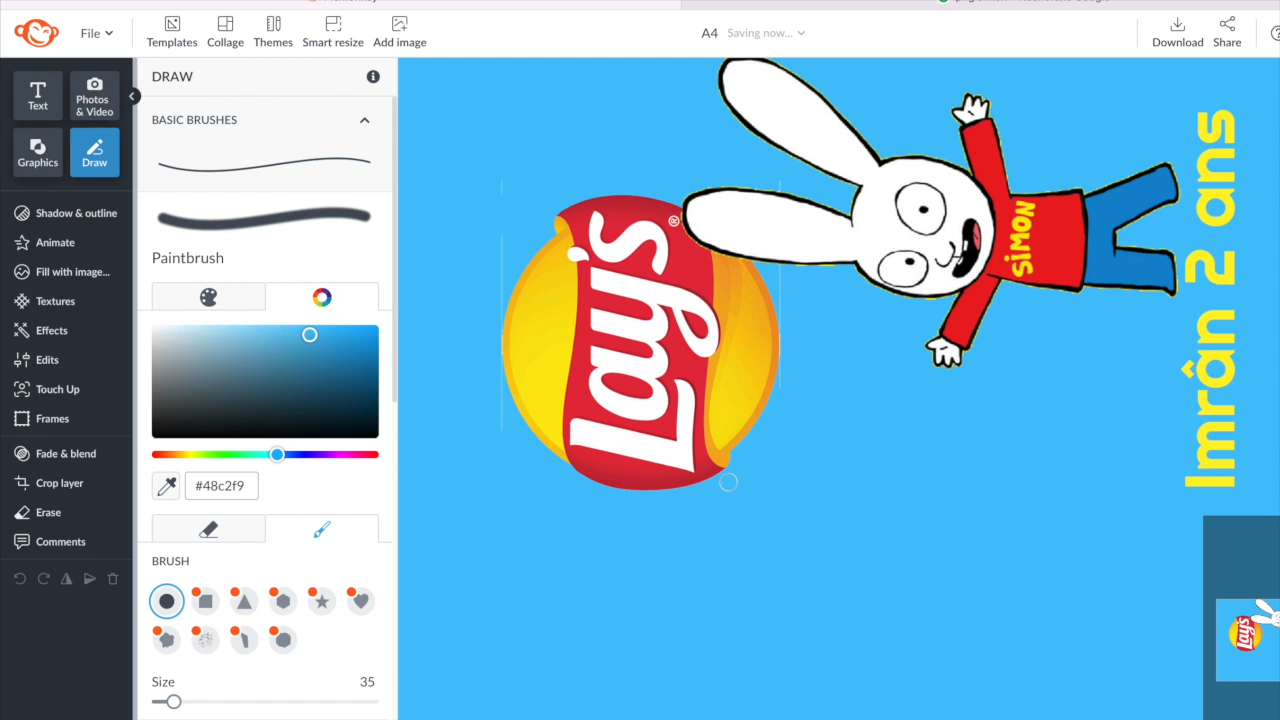 File
Templates
Collage
Themes
Smart resize
Add image
A4
Saving now...
Download
Share
Text
Photos
& Video
Graphics
Draw
Shadow & outline
Animate
Fill with image...
Textures
Effects
Edits
Touch Up
Frames
Fade & blend
Crop layer
Erase
Comments
DRAW
BASIC BRUSHES
Paintbrush
#48c2f9
BRUSH
Size
35
Lay's®
SiMON
Imrân 2 ans
Lay's